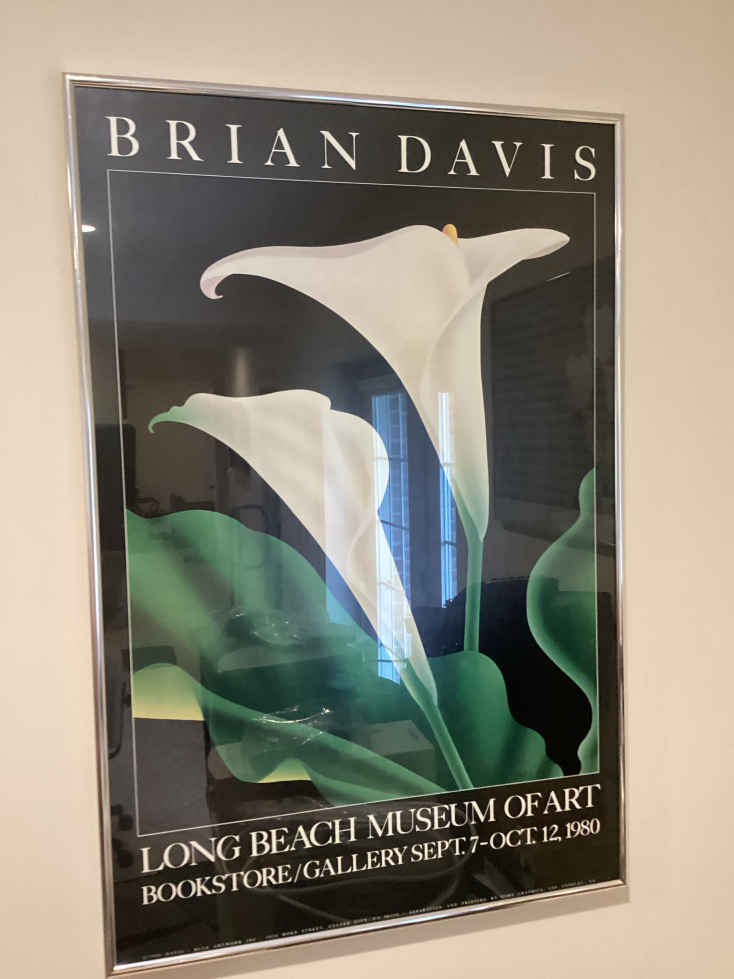 BRIAN DAVIS
LONG BEACH MUSEUM OF ART
BOOKSTORE/GALLERY SEPT. 7-OCT. 12, 1980